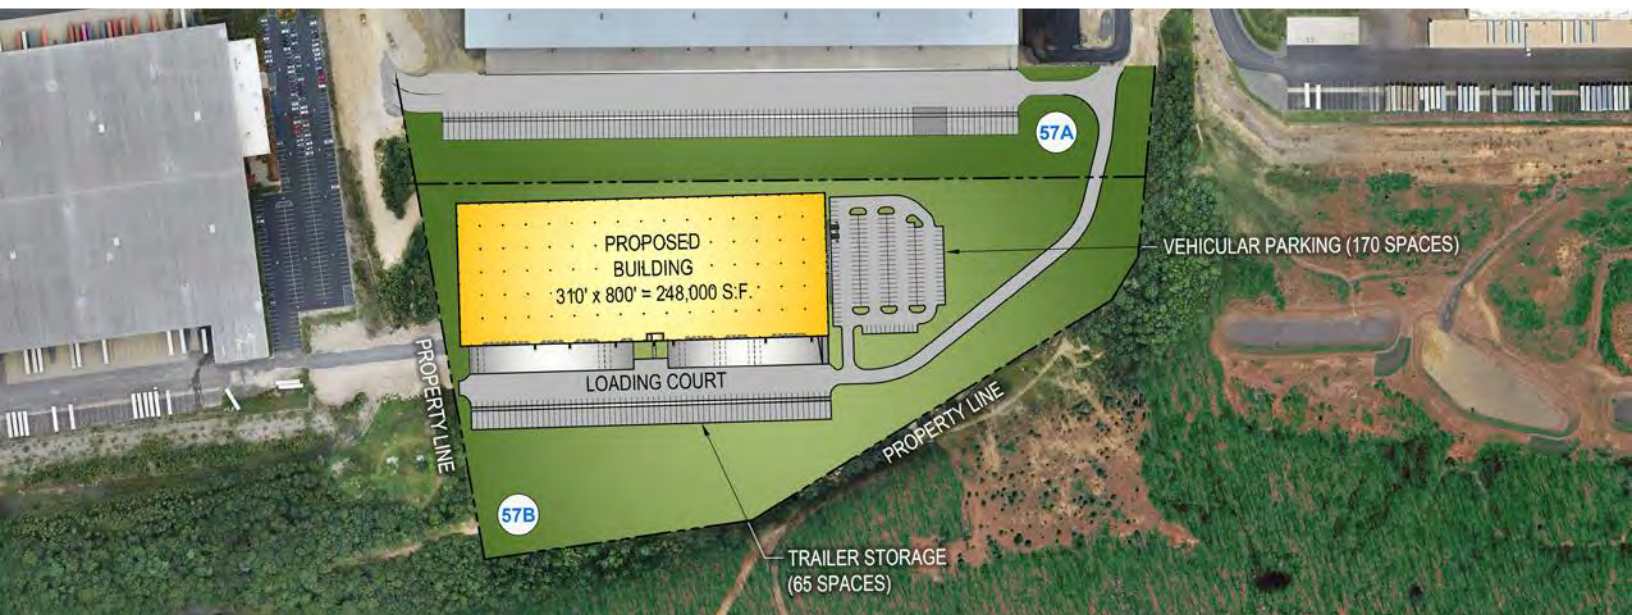 57A
PROPOSED
BUILDING
310' x 800' = 248,000 S.F.
VEHICULAR PARKING (170 SPACES)
LOADING COURT
PROPERTY LINE
PROPERTY LINE
57B
TRAILER STORAGE
(65 SPACES)